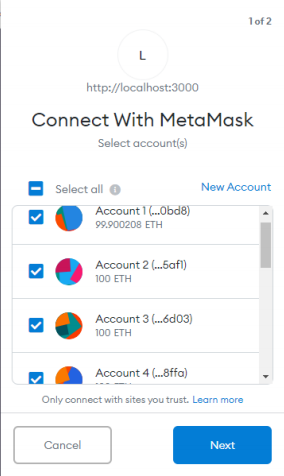 1 of 2
L
http://localhost:3000
Connect With MetaMask
Select account(s)
Select all
New Account
Account 1 (...0bd8)
99.900208 ETH
Account 2 (...5af1)
100 ETH
Account 3 (...6d03)
100 ETH
Account 4 (...8ffa)
Only connect with sites you trust. Learn more
Cancel
Next